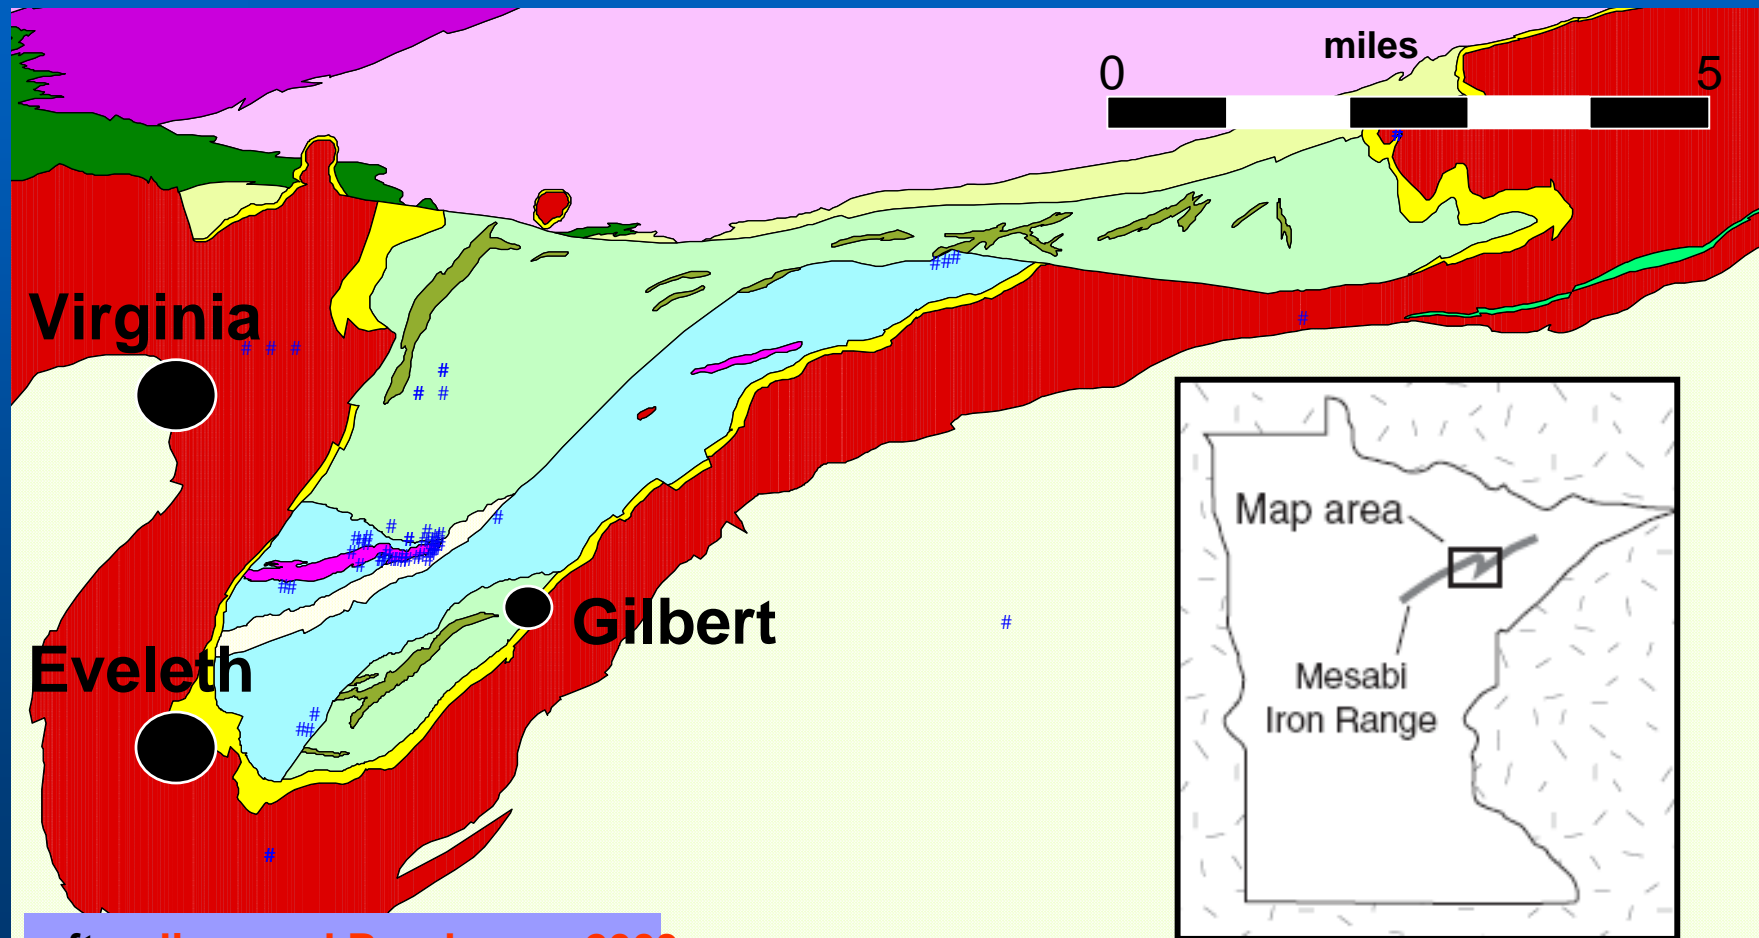 miles
0 5
Virginia
Map area
Gilbert
Eveleth
Mesabi
Iron Range